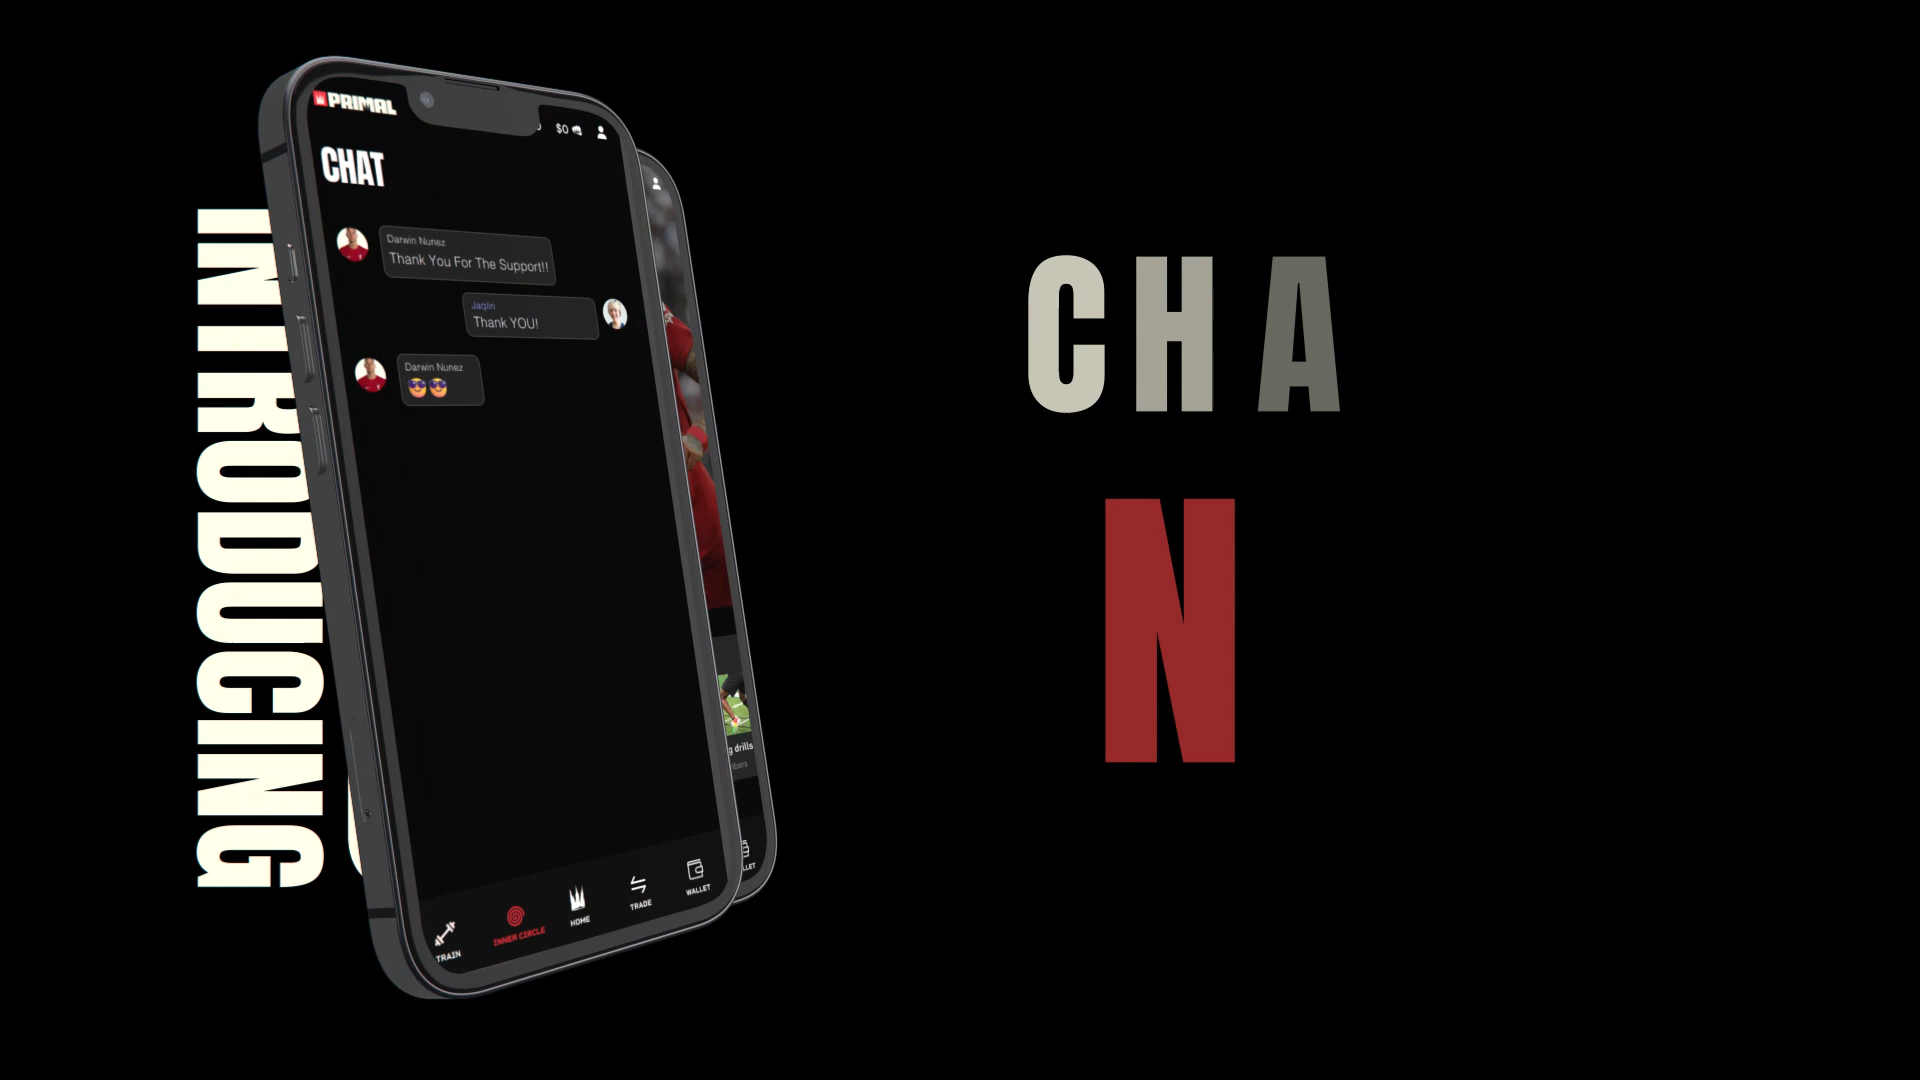 INTRODUCING
PRIMAL
$0
CHAT
Darwin Nunez
Thank You For The Support!!
Jaqlin
Thank YOU!
Darwin Nunez
😎😎
TRAIN
INNER CIRCLE
HOME
TRADE
WALLET
g drills
CHA
N